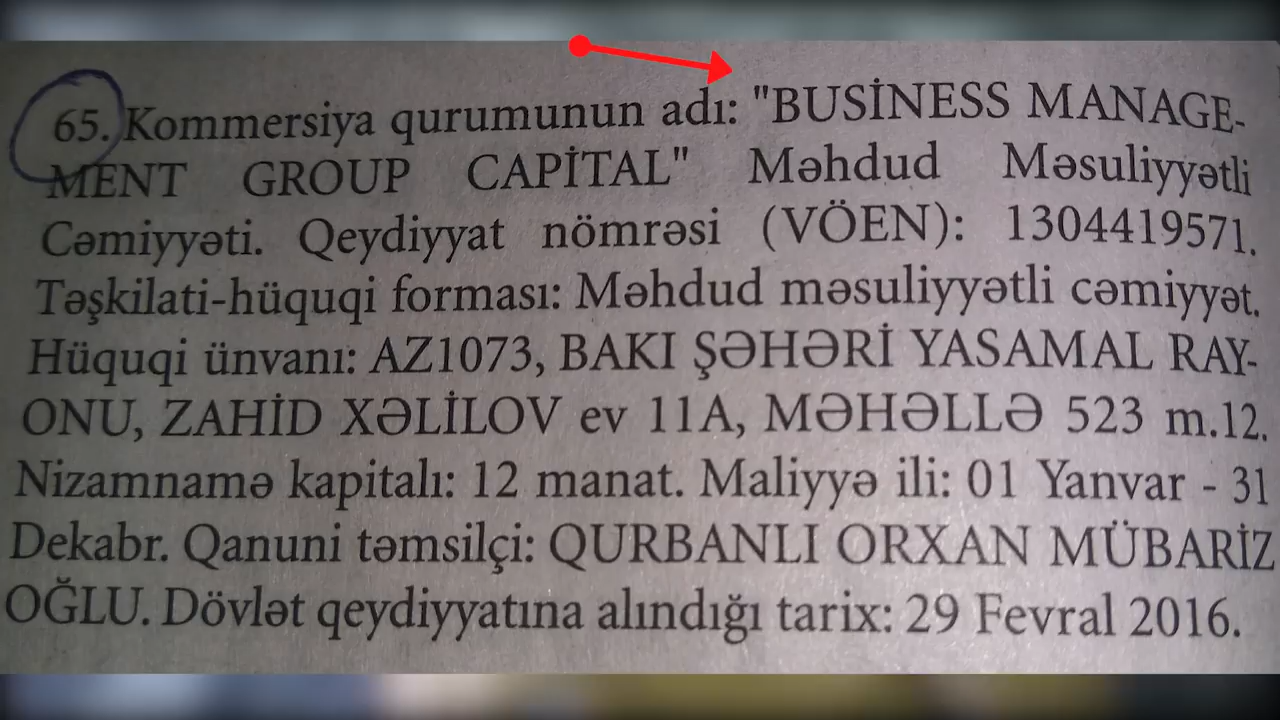 65. Kommersiya qurumunun adı: "BUSİNESS MANAGE-
MENT GROUP CAPİTAL" Məhdud Məsuliyyətli
Cəmiyyəti. Qeydiyyat nömrəsi (VÖEN): 1304419571.
Təşkilati-hüquqi forması: Məhdud məsuliyyətli cəmiyyət.
Hüquqi ünvanı: AZ1073, BAKI ŞƏHƏRİ YASAMAL RAY-
ONU, ZAHİD XƏLİLOV ev 11A, MƏHƏLLƏ 523 m.12.
Nizamnamə kapitalı: 12 manat. Maliyyə ili: 01 Yanvar - 31
Dekabr. Qanuni təmsilçi: QURBANLI ORXAN MÜBARİZ
OĞLU. Dövlət qeydiyyatına alındığı tarix: 29 Fevral 2016.